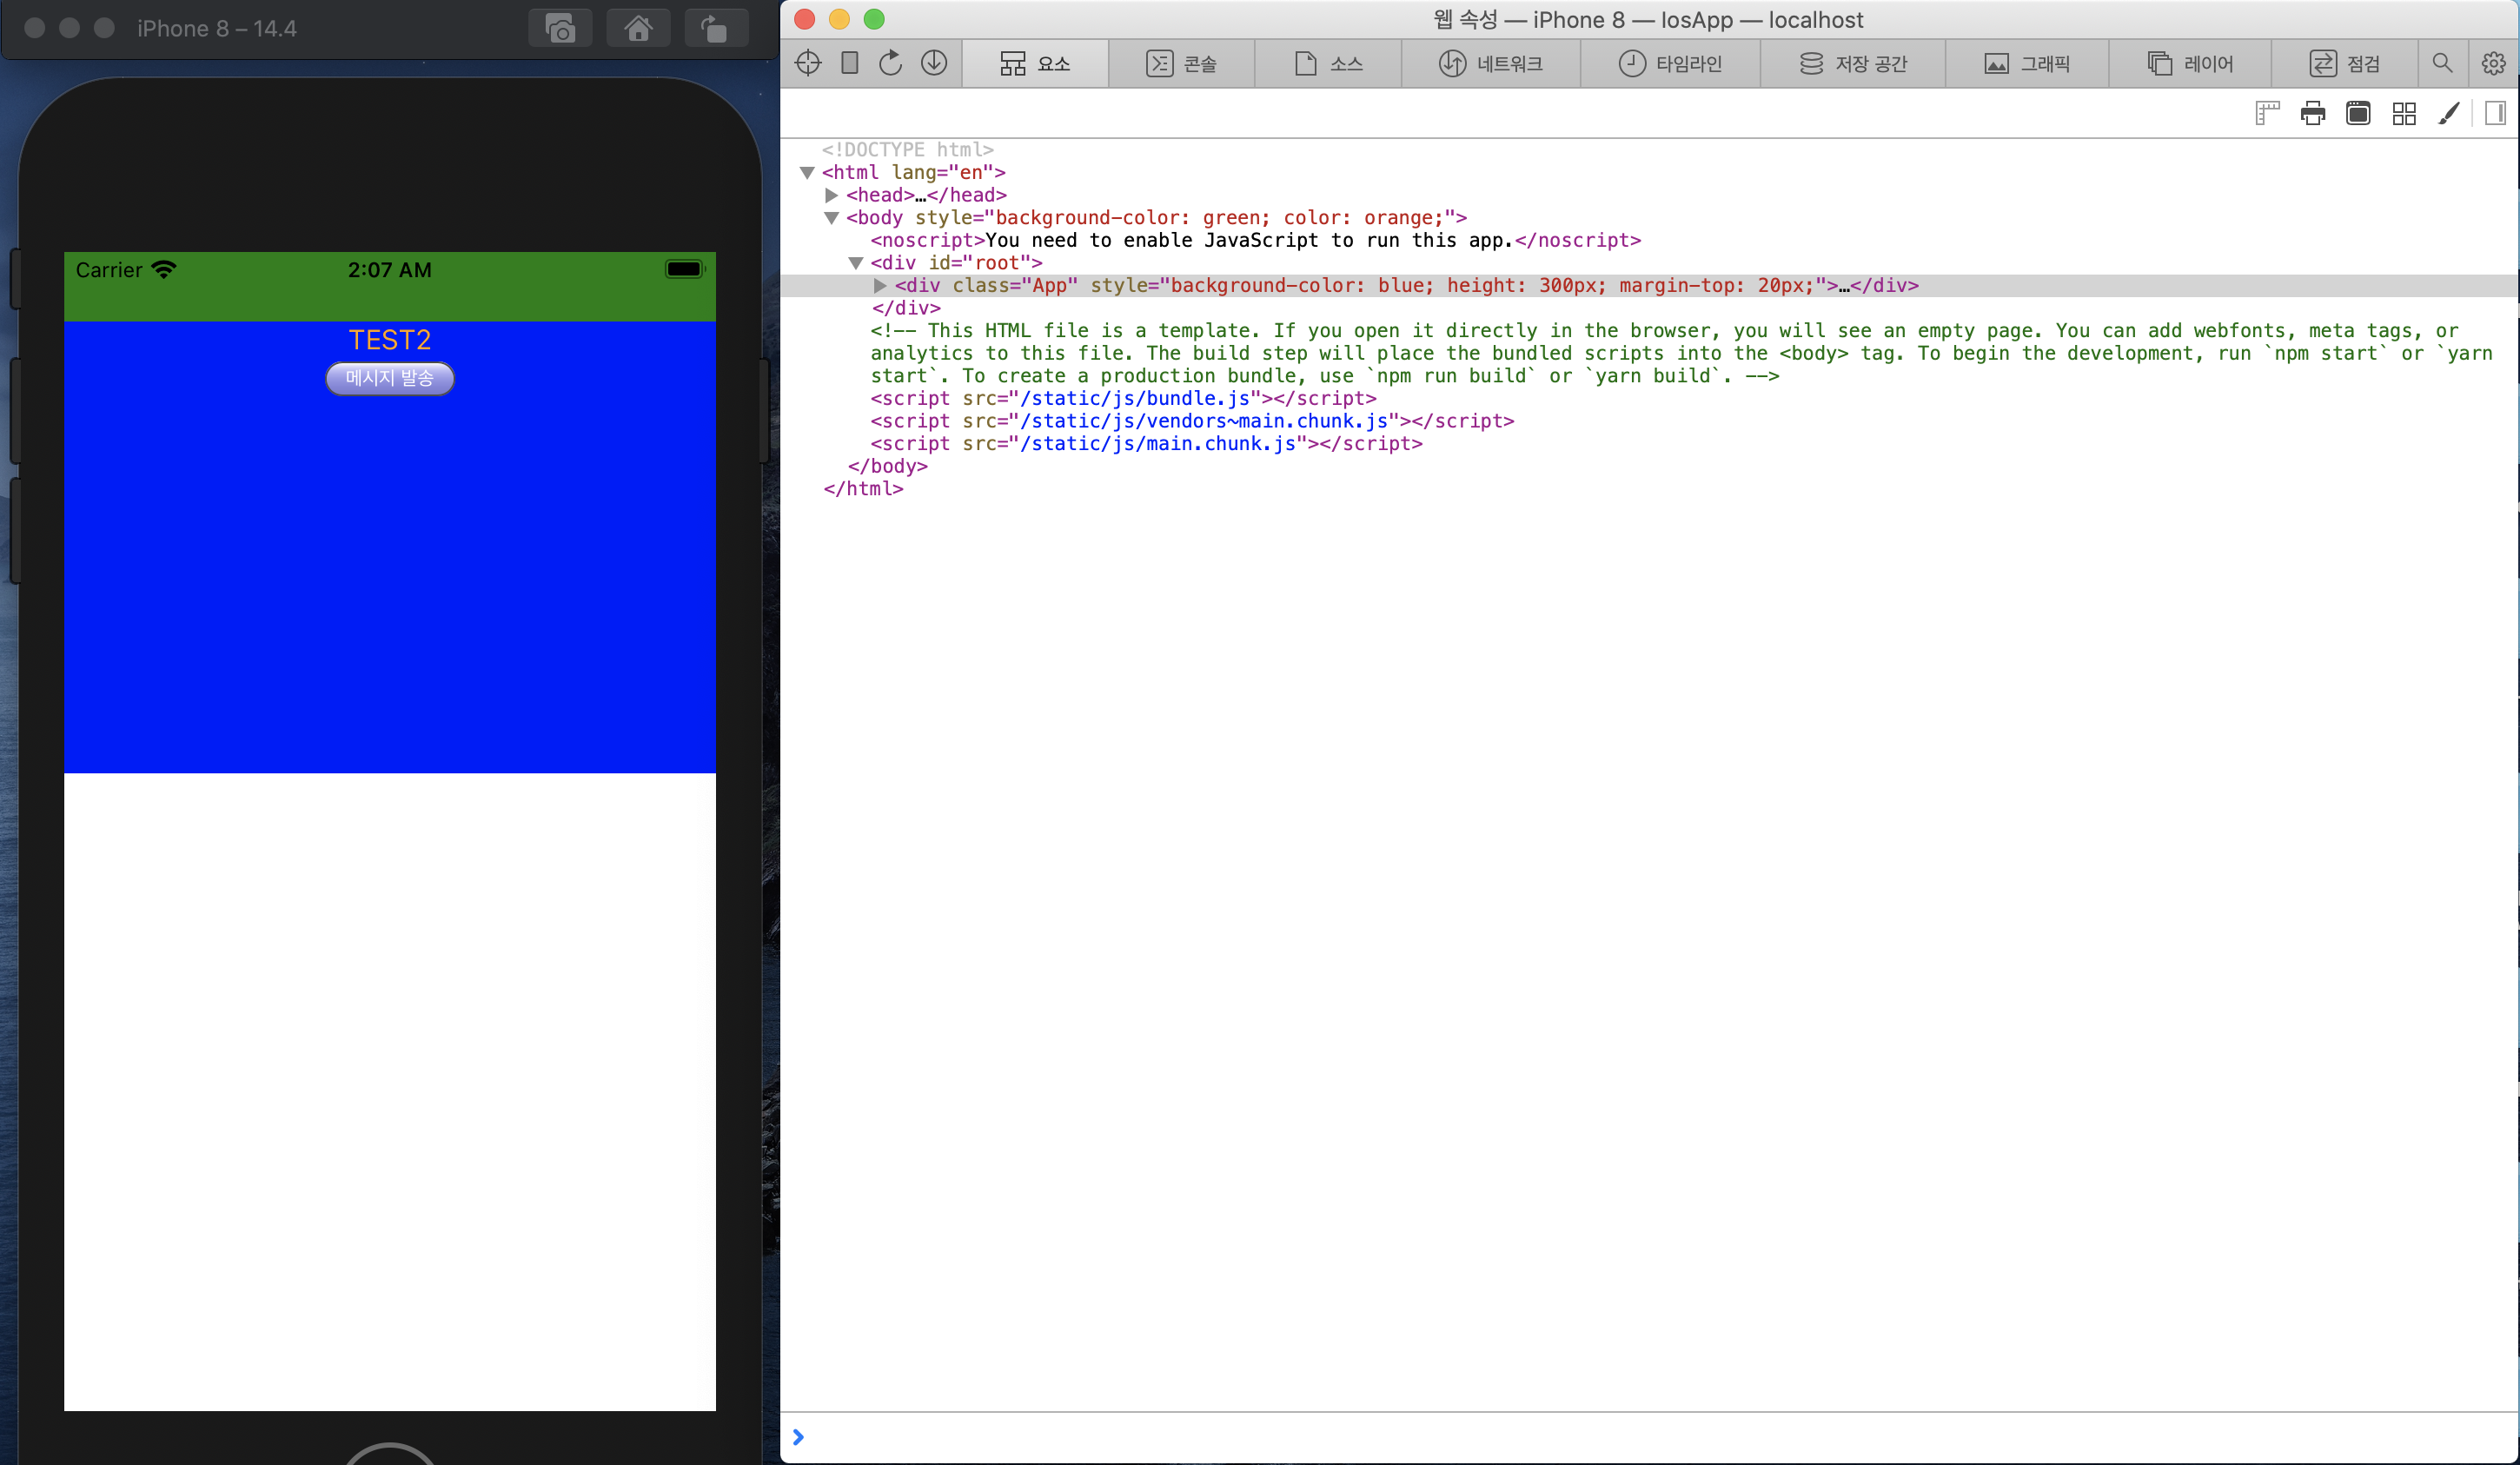 iPhone 8 – 14.4
Carrier
2:07 AM
TEST2
메시지 발송
웹 속성 — iPhone 8 — IosApp — localhost
요소
콘솔
소스
네트워크
타임라인
저장 공간
그래픽
레이어
점검
<!DOCTYPE html>
<html lang="en">
<head>…</head>
<body style="background-color: green; color: orange;">
<noscript>You need to enable JavaScript to run this app.</noscript>
<div id="root">
<div class="App" style="background-color: blue; height: 300px; margin-top: 20px;">…</div>
</div>
<!-- This HTML file is a template. If you open it directly in the browser, you will see an empty page. You can add webfonts, meta tags, or
analytics to this file. The build step will place the bundled scripts into the <body> tag. To begin the development, run `npm start` or `yarn
start`. To create a production bundle, use `npm run build` or `yarn build`. -->
<script src="/static/js/bundle.js"></script>
<script src="/static/js/vendors~main.chunk.js"></script>
<script src="/static/js/main.chunk.js"></script>
</body>
</html>